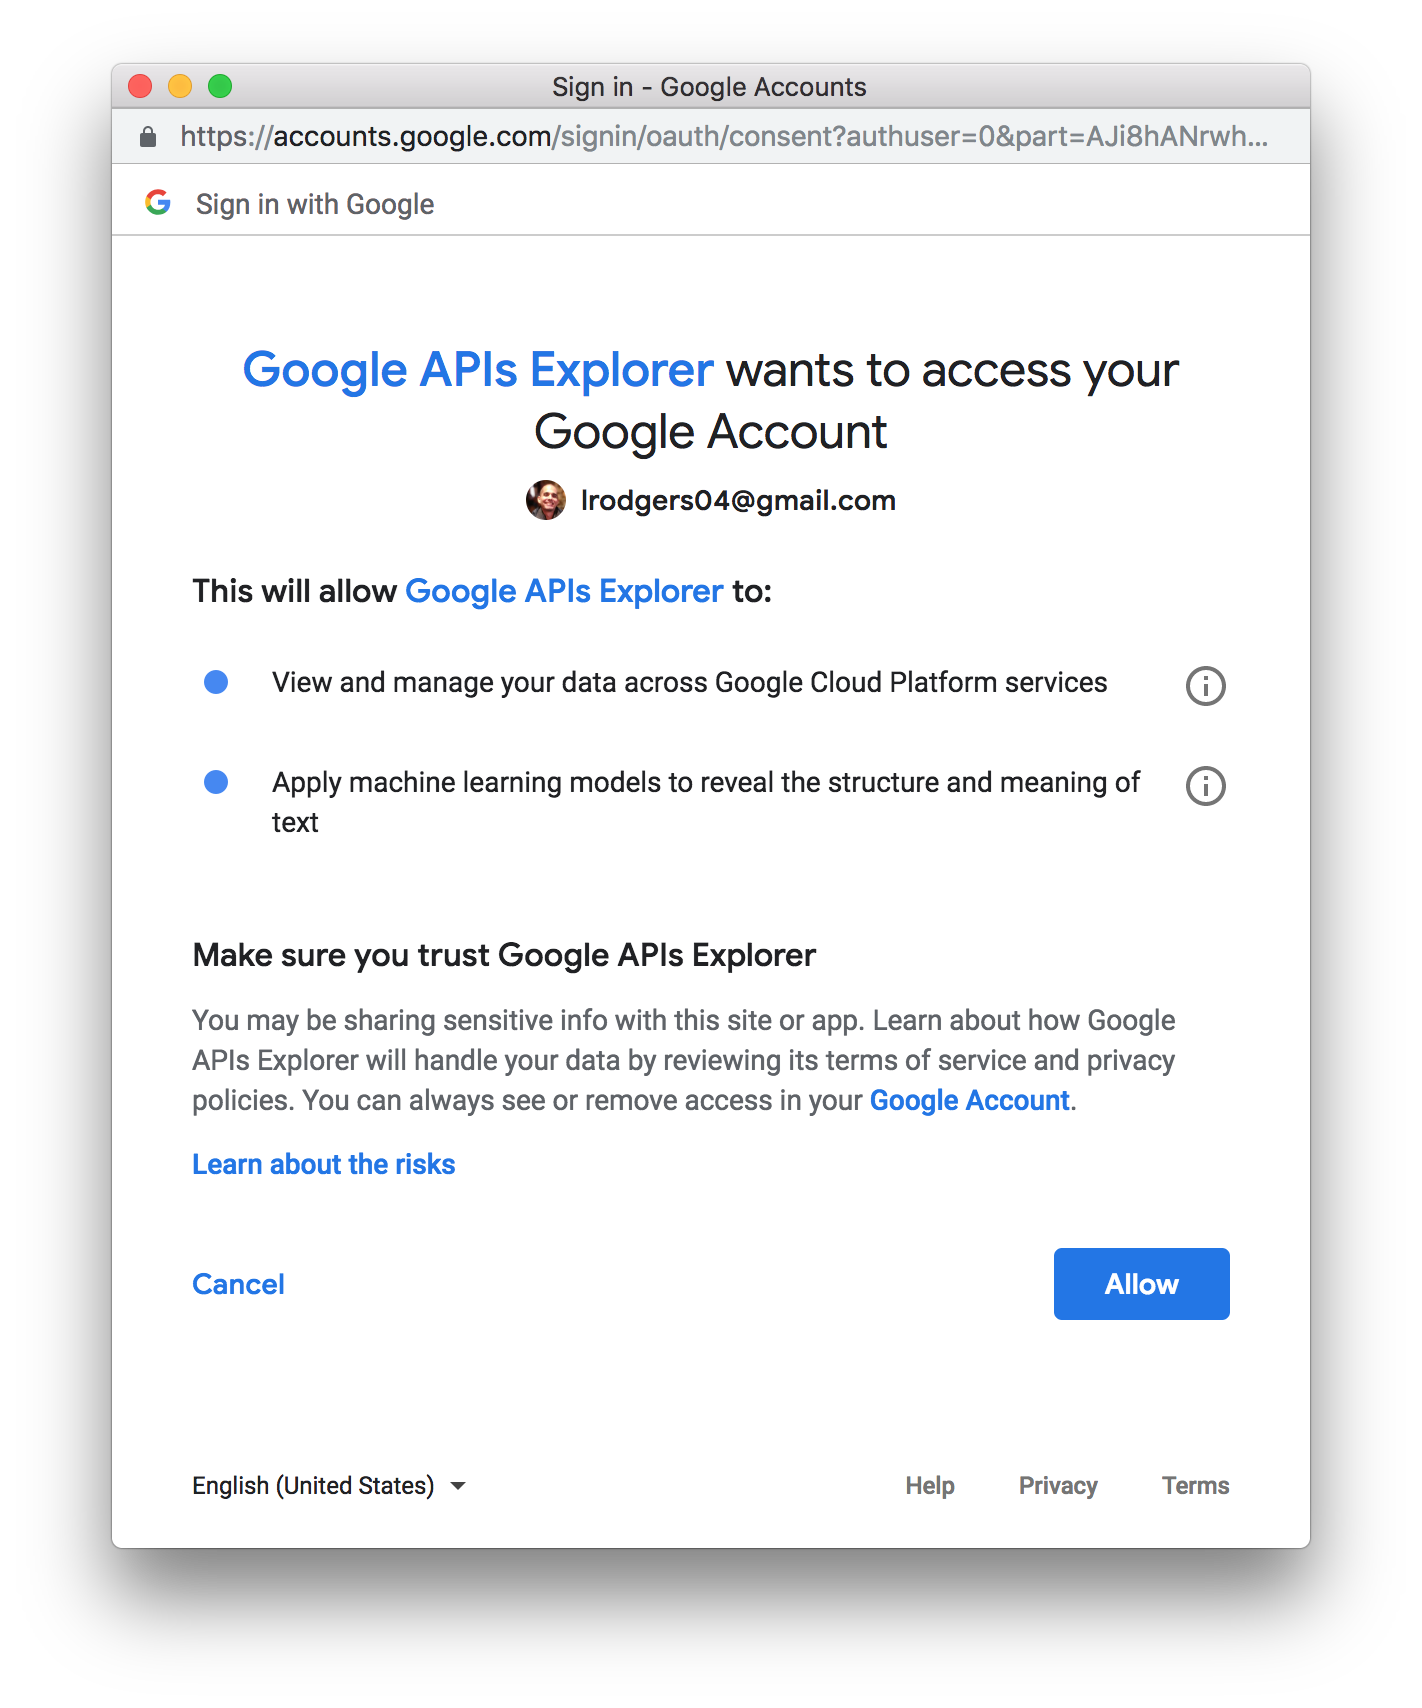 Sign in - Google Accounts
https://accounts.google.com/signin/oauth/consent?authuser=0&part=AJi8hANrwh...
Sign in with Google
Google APIs Explorer wants to access your
Google Account
lrodgers04@gmail.com
This will allow Google APIs Explorer to:
View and manage your data across Google Cloud Platform services
Apply machine learning models to reveal the structure and meaning of
text
Make sure you trust Google APIs Explorer
You may be sharing sensitive info with this site or app. Learn about how Google
APIs Explorer will handle your data by reviewing its terms of service and privacy
policies. You can always see or remove access in your Google Account.
Learn about the risks
Cancel
Allow
English (United States)
Help
Privacy
Terms